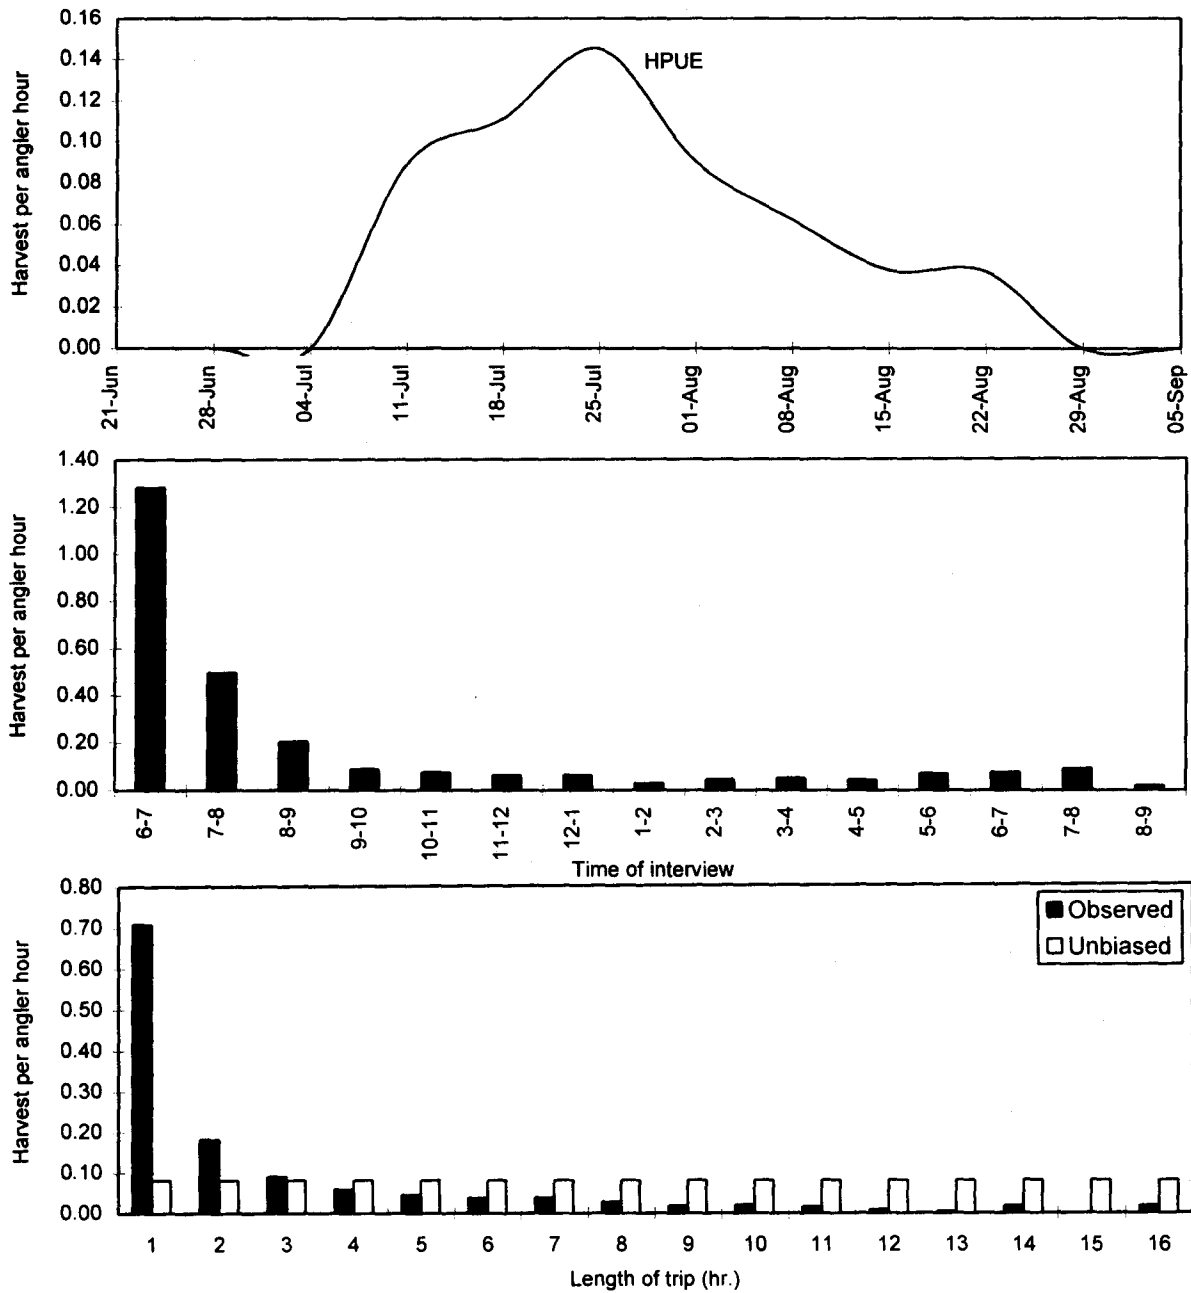 Harvest per angler hour
0.16
0.14
0.12
0.10
0.08
0.06
0.04
0.02
0.00
HPUE
21-Jun 28-Jun 04-Jul 11-Jul 18-Jul 25-Jul 01-Aug 08-Aug 15-Aug 22-Aug 29-Aug 05-Sep
Harvest per angler hour
1.40
1.20
1.00
0.80
0.60
0.40
0.20
0.00
6-7 7-8 8-9 9-10 10-11 11-12 12-1 1-2 2-3 3-4 4-5 5-6 6-7 7-8 8-9
Time of interview
Harvest per angler hour
0.80
0.70
0.60
0.50
0.40
0.30
0.20
0.10
0.00
Observed
Unbiased
1 2 3 4 5 6 7 8 9 10 11 12 13 14 15 16
Length of trip (hr.)